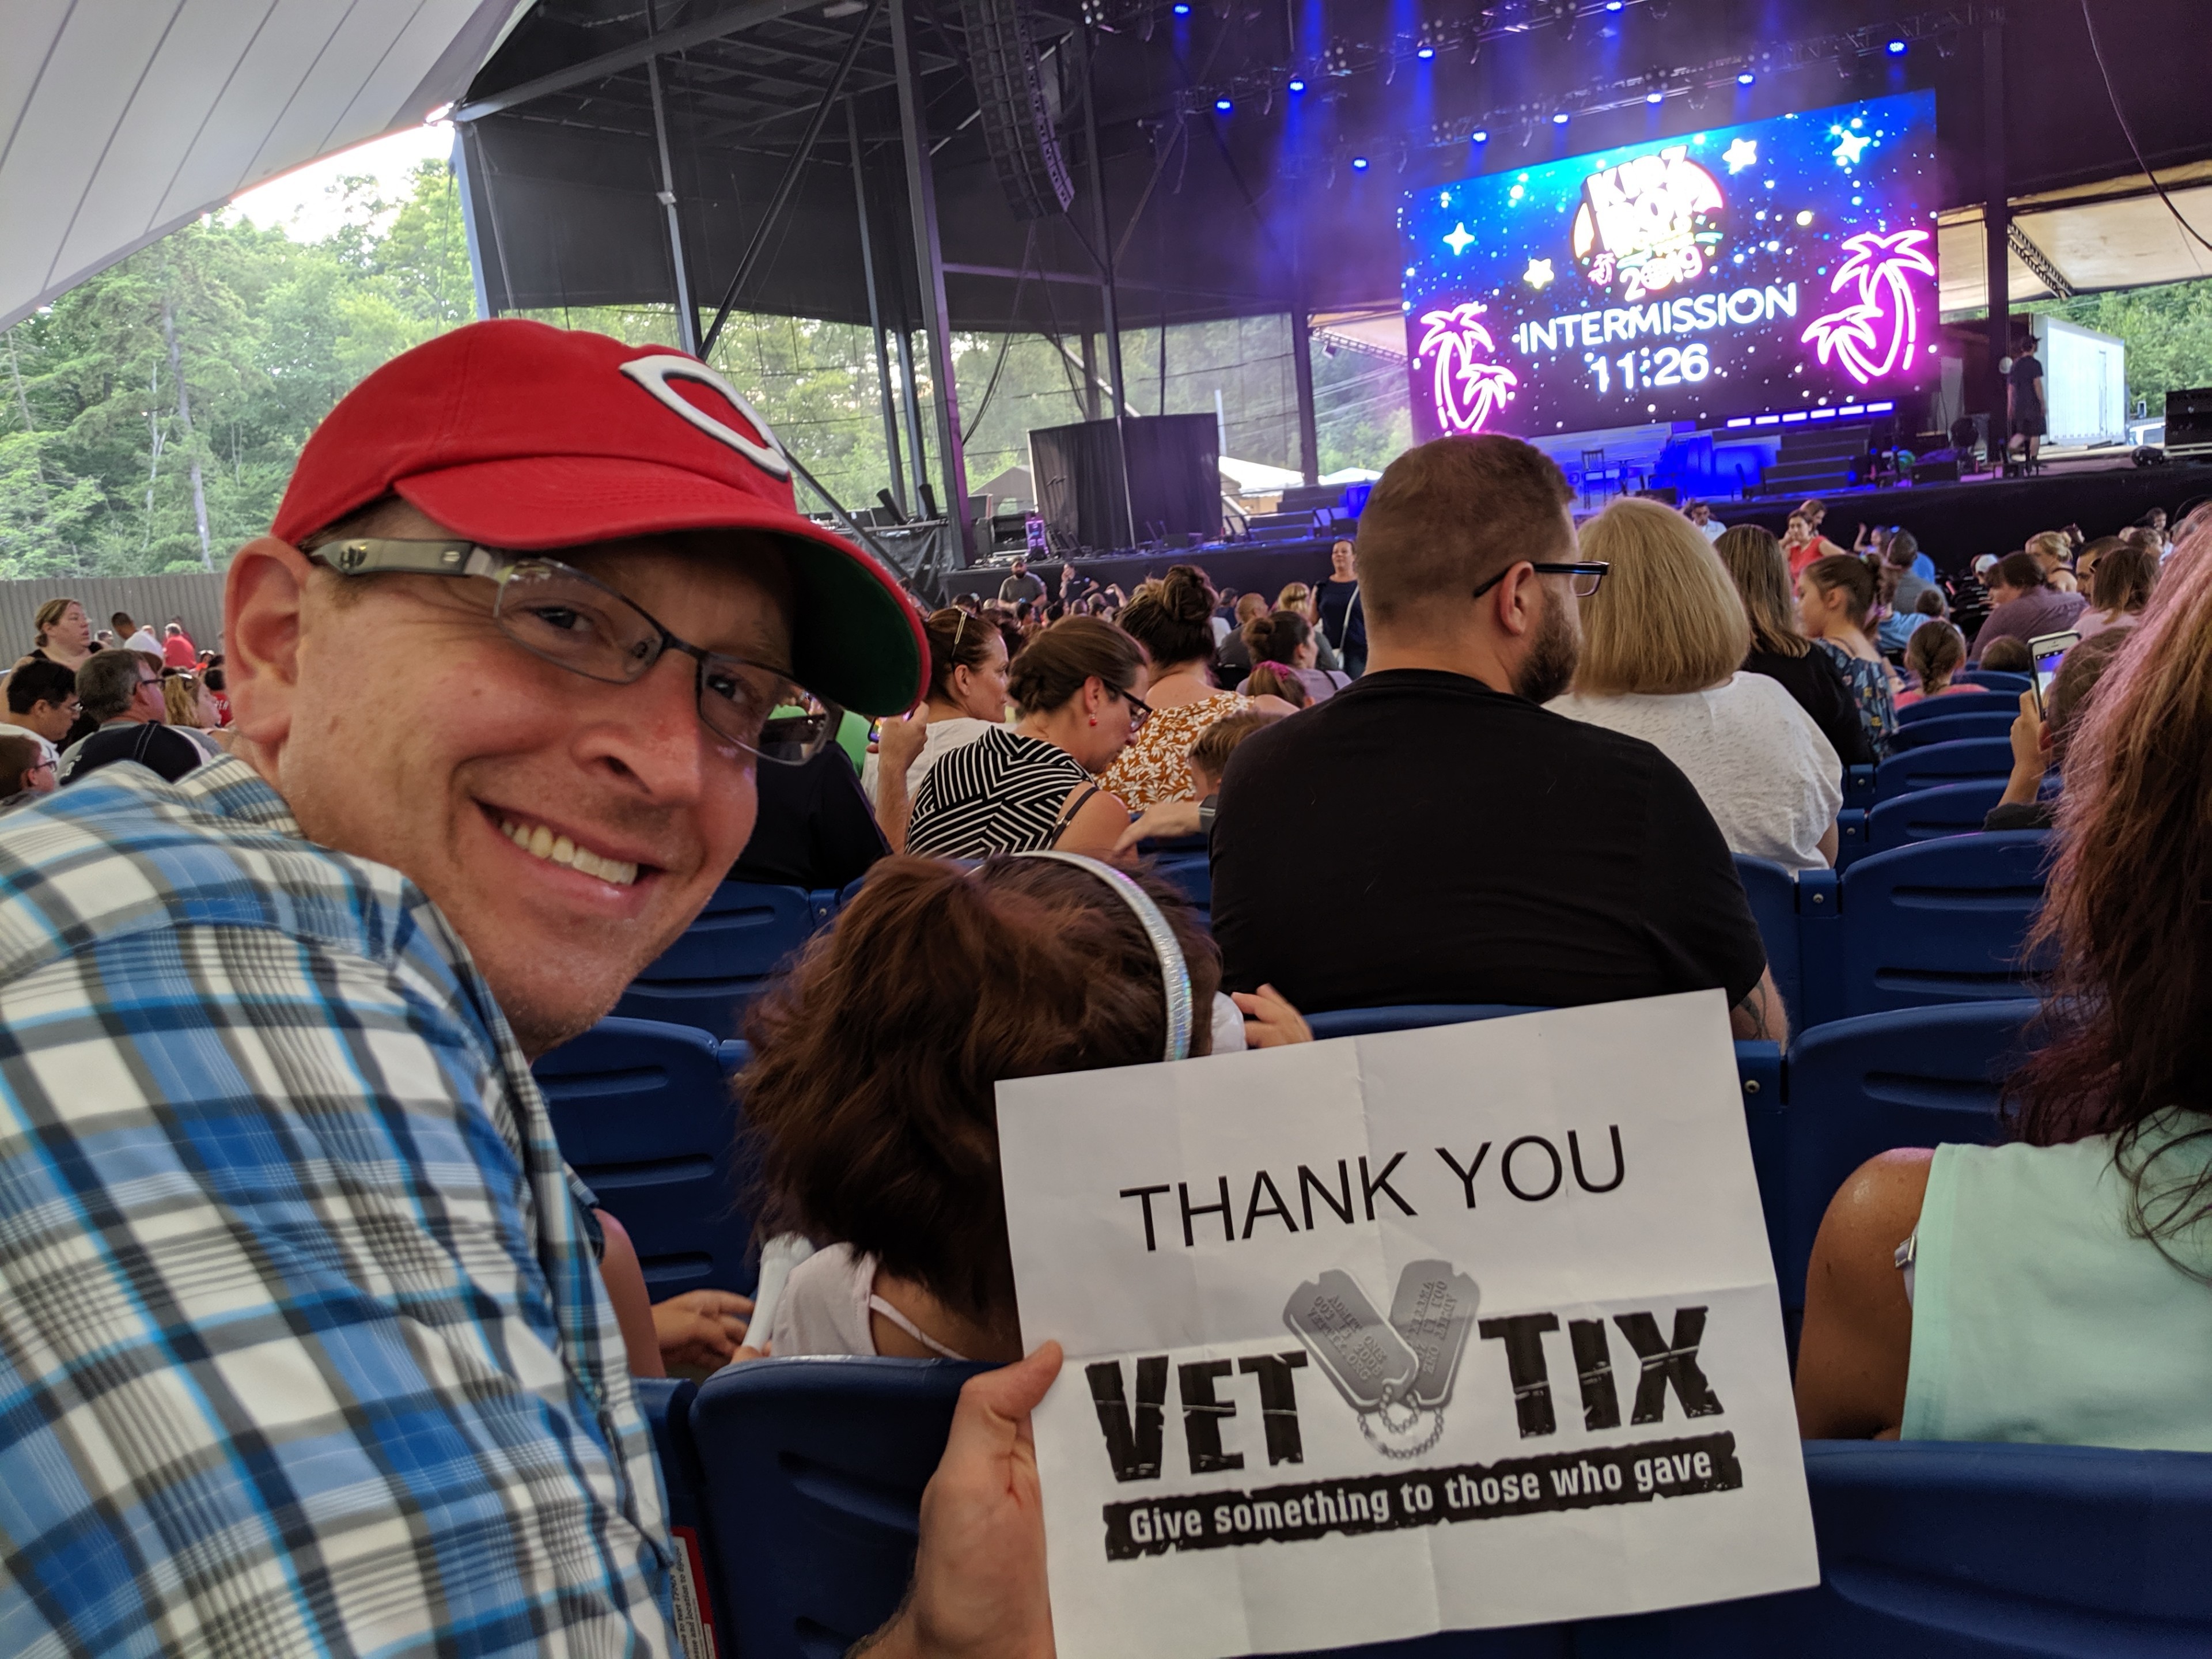 KIDZ
BOP
2019
INTERMISSION
11:26
THANK YOU
VET TIX
Give something to those who gave